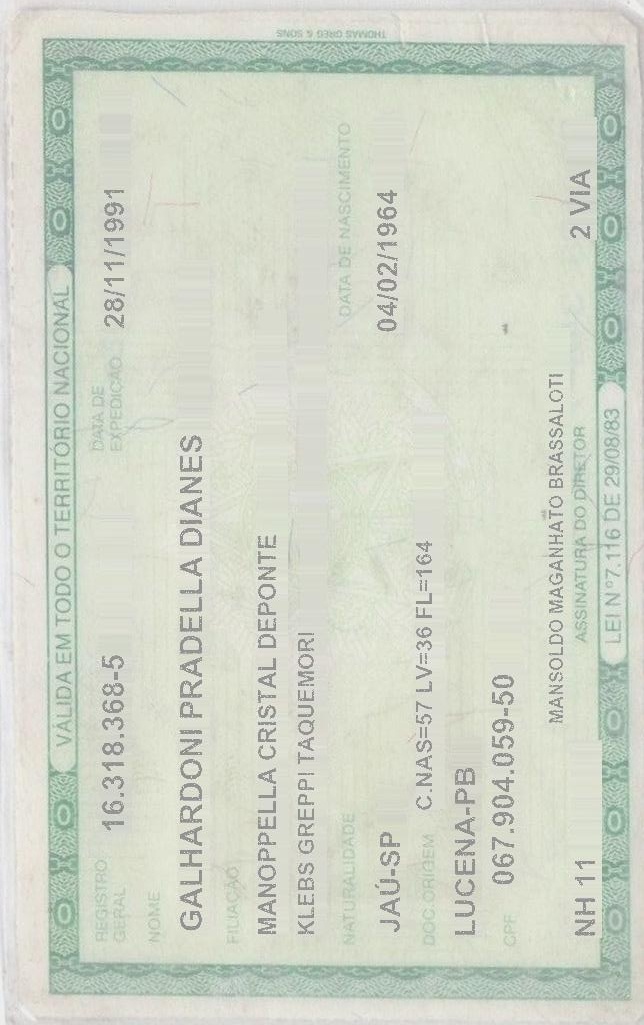 THOMAS GREG & SONS
VÁLIDA EM TODO O TERRITÓRIO NACIONAL
REGISTRO GERAL 16.318.368-5 DATA DE EXPEDIÇÃO 28/11/1991
NOME
GALHARDONI PRADELLA DIANES
FILIAÇÃO
MANOPPELLA CRISTAL DEPONTE
KLEBS GREPPI TAQUEMORI
NATURALIDADE DATA DE NASCIMENTO
JAÚ-SP 04/02/1964
DOC.ORIGEM C.NAS=57 LV=36 FL=164
LUCENA-PB
CPF 067.904.059-50
MANSOLDO MAGANHATO BRASSALOTI
NH 11 ASSINATURA DO DIRETOR 2 VIA
LEI Nº7.116 DE 29/08/83